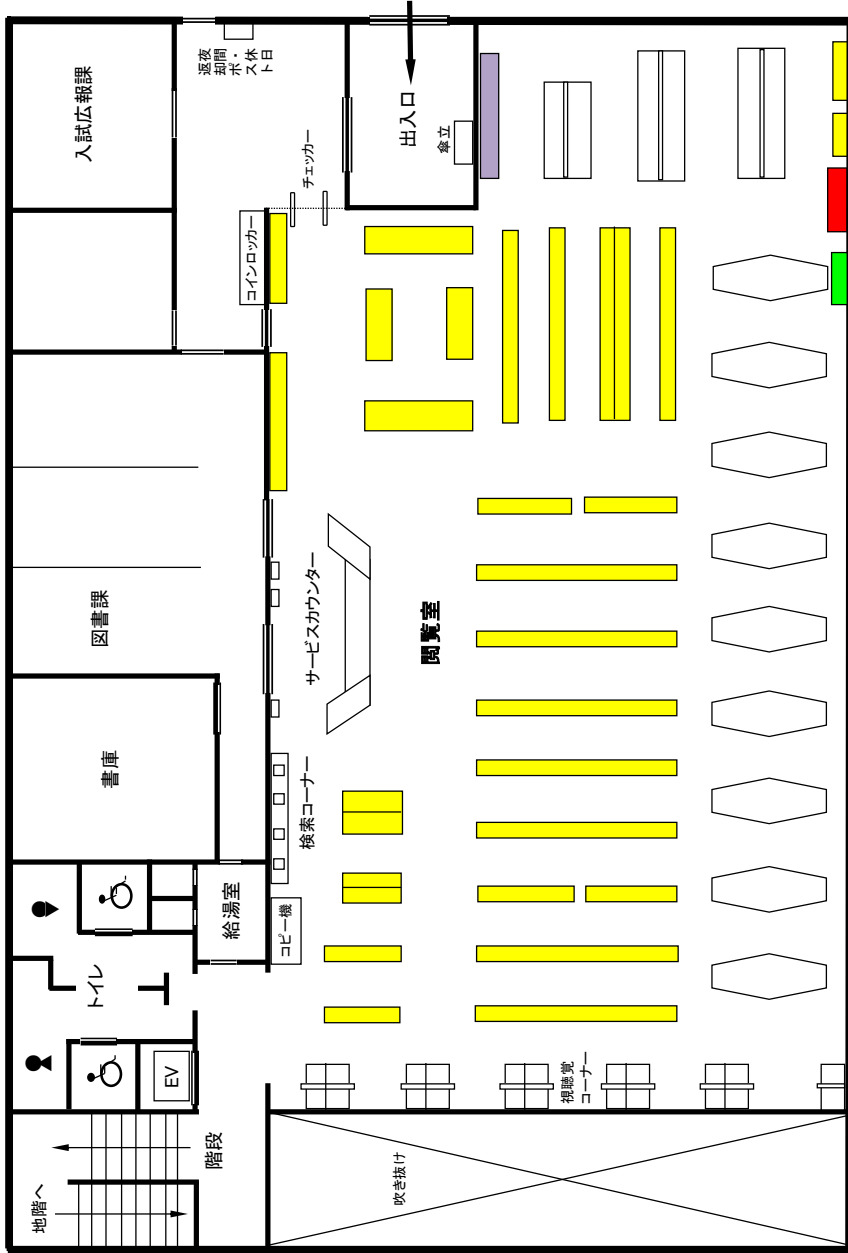 地階へ
階段
EV
トイレ
給湯室
書庫
図書課
入試広報課
夜間・休日
返却ポスト
コピー機
検索コーナー
サービスカウンター
コインロッカー
チェッカー
出入口
傘立
閲覧室
吹き抜け
視聴覚
コーナー